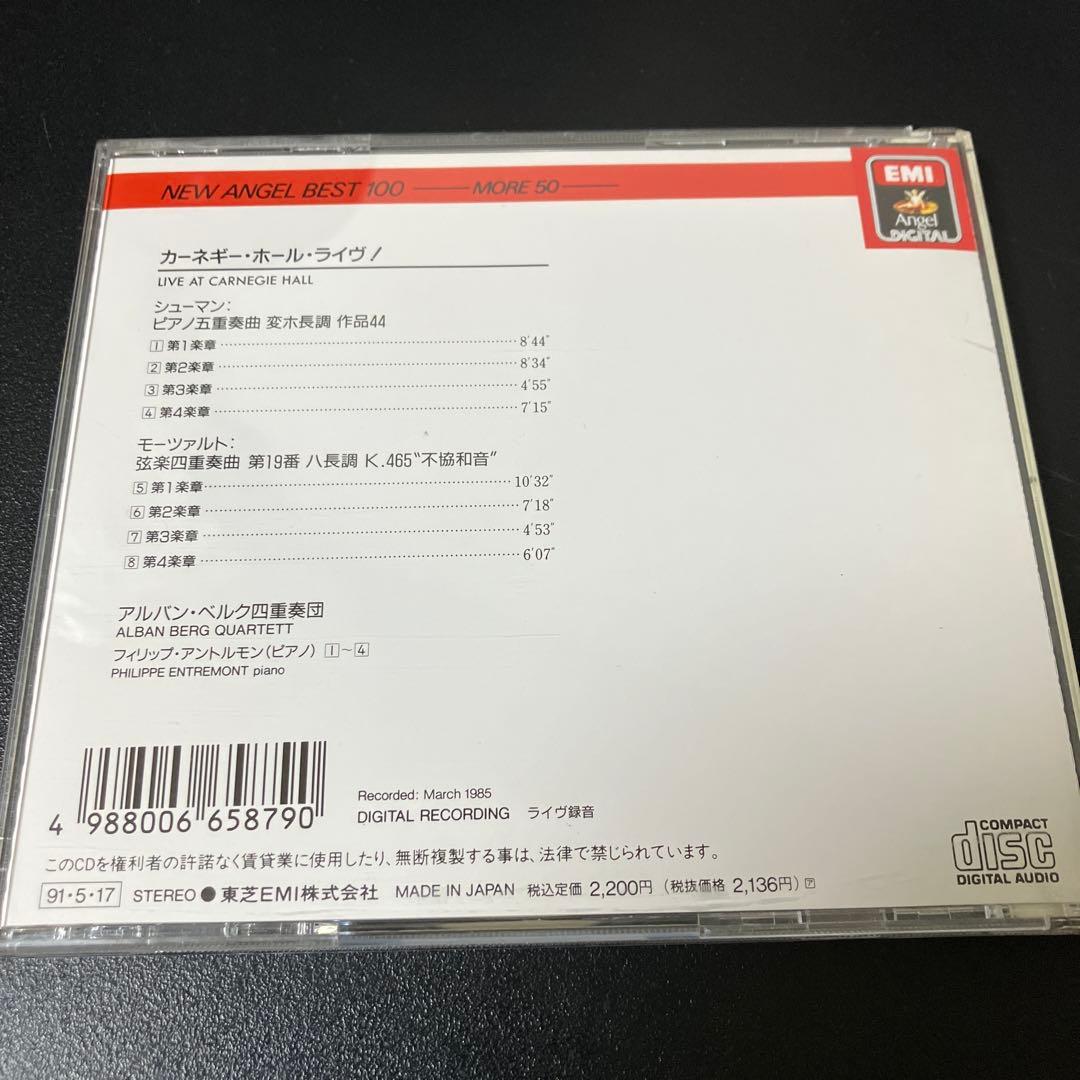 NEW ANGEL BEST 100 —— MORE 50 ——
EMI
Angel
DIGITAL
カーネギー・ホール・ライヴ!
LIVE AT CARNEGIE HALL
シューマン:
ピアノ五重奏曲 変ホ長調 作品44
1 第1楽章 8'44"
2 第2楽章 8'34"
3 第3楽章 4'55"
4 第4楽章 7'15"
モーツァルト:
弦楽四重奏曲 第19番 ハ長調 K.465"不協和音"
5 第1楽章 10'32"
6 第2楽章 7'18"
7 第3楽章 4'53"
8 第4楽章 6'07"
アルバン・ベルク四重奏団
ALBAN BERG QUARTETT
フィリップ・アントルモン(ピアノ) 1~4
PHILIPPE ENTREMONT piano
4 988006 658790
Recorded: March 1985
DIGITAL RECORDING ライヴ録音
COMPACT
disc
DIGITAL AUDIO
このCDを権利者の許諾なく賃貸業に使用したり、無断複製する事は、法律で禁じられています。
91・5・17 STEREO ● 東芝EMI株式会社 MADE IN JAPAN 税込定価 2,200円 (税抜価格 2,136円) ア